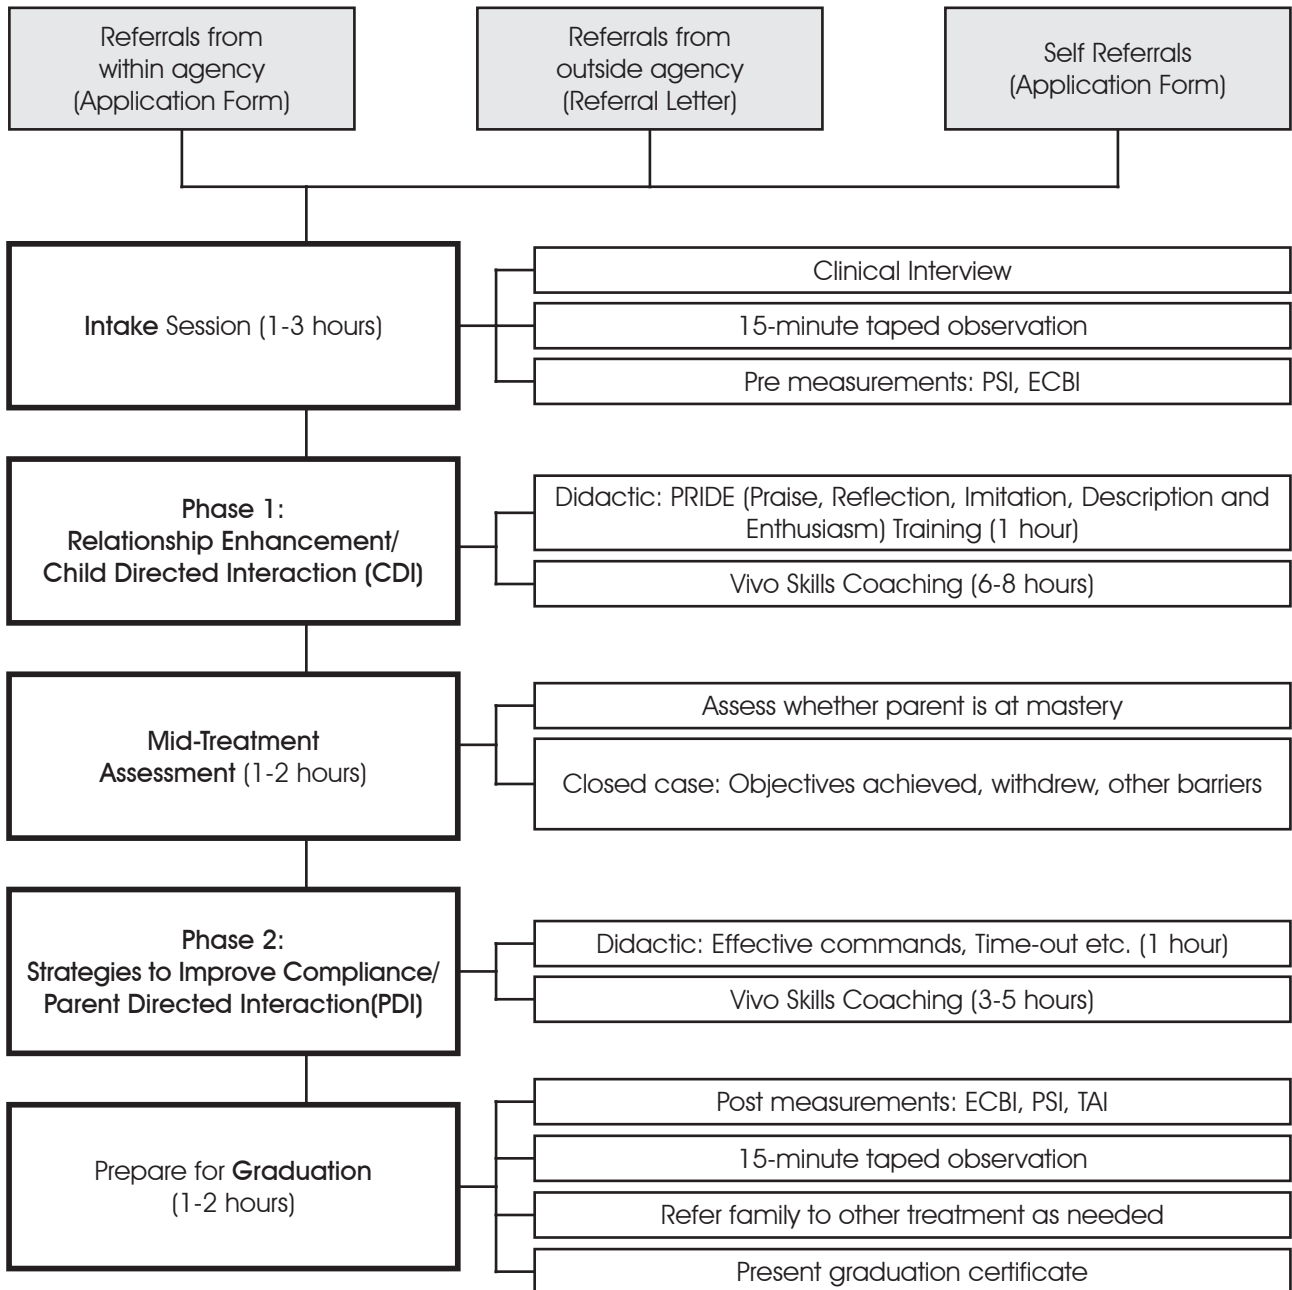 Referrals from
within agency
(Application Form)
Referrals from
outside agency
(Referral Letter)
Self Referrals
(Application Form)
Intake Session (1-3 hours)
Clinical Interview
15-minute taped observation
Pre measurements: PSI, ECBI
Phase 1:
Relationship Enhancement/
Child Directed Interaction (CDI)
Didactic: PRIDE (Praise, Reflection, Imitation, Description and
Enthusiasm) Training (1 hour)
Vivo Skills Coaching (6-8 hours)
Mid-Treatment
Assessment (1-2 hours)
Assess whether parent is at mastery
Closed case: Objectives achieved, withdrew, other barriers
Phase 2:
Strategies to Improve Compliance/
Parent Directed Interaction(PDI)
Didactic: Effective commands, Time-out etc. (1 hour)
Vivo Skills Coaching (3-5 hours)
Prepare for Graduation
(1-2 hours)
Post measurements: ECBI, PSI, TAI
15-minute taped observation
Refer family to other treatment as needed
Present graduation certificate